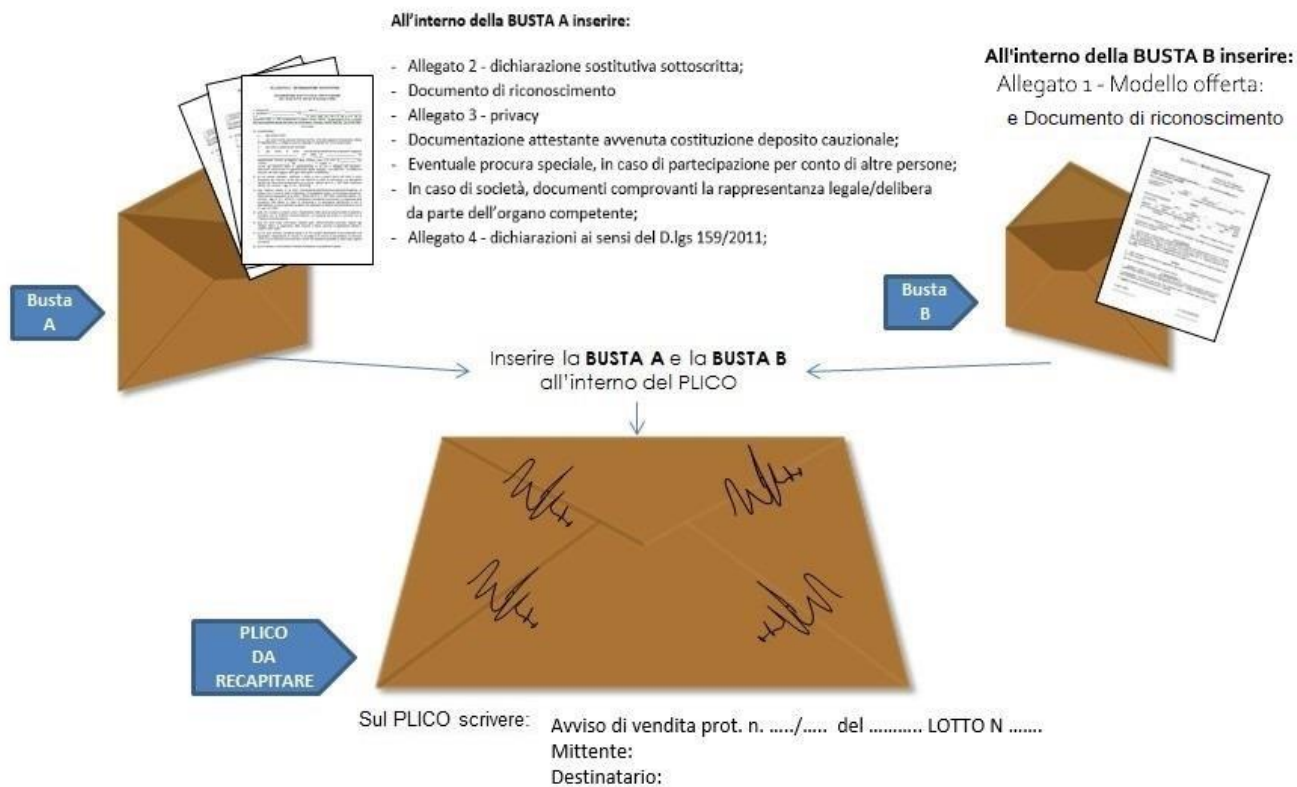 All'interno della BUSTA A inserire:
- Allegato 2 - dichiarazione sostitutiva sottoscritta;
- Documento di riconoscimento
- Allegato 3 - privacy
- Documentazione attestante avvenuta costituzione deposito cauzionale;
- Eventuale procura speciale, in caso di partecipazione per conto di altre persone;
- In caso di società, documenti comprovanti la rappresentanza legale/delibera
da parte dell'organo competente;
- Allegato 4 - dichiarazioni ai sensi del D.lgs 159/2011;
All'interno della BUSTA B inserire:
Allegato 1 - Modello offerta:
e Documento di riconoscimento
Busta
A
Busta
B
Inserire la BUSTA A e la BUSTA B
all'interno del PLICO
PLICO
DA
RECAPITARE
Sul PLICO scrivere:
Avviso di vendita prot. n. ...../..... del ........... LOTTO N .......
Mittente:
Destinatario: